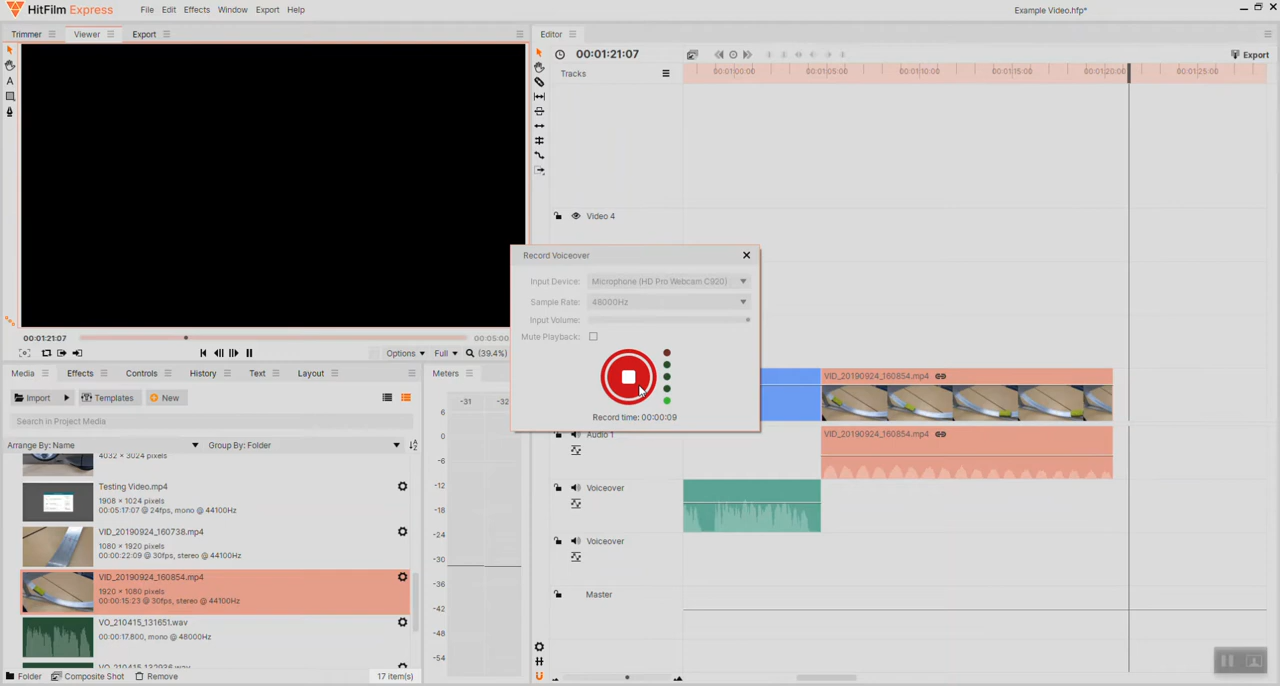 HitFilm Express
File Edit Effects Window Export Help
Example Video.hfp*
Trimmer Viewer Export
Editor
00:01:21:07
Export
Tracks
00:01:00:00 00:01:05:00 00:01:10:00 00:01:15:00 00:01:20:00 00:01:25:00
Video 4
Record Voiceover
Input Device: Microphone (HD Pro Webcam C920)
Sample Rate: 48000Hz
Input Volume:
Mute Playback:
Record time: 00:00:09
00:01:21:07
00:05:00
Options Full (39.4%)
Media Effects Controls History Text Layout
Meters
Import Templates New
Search in Project Media
Arrange By: Name Group By: Folder
4032 × 3024 pixels
Testing Video.mp4
1908 × 1024 pixels
00:05:17:07 @ 24fps, mono @ 44100Hz
VID_20190924_160738.mp4
1080 × 1920 pixels
00:00:22:09 @ 30fps, stereo @ 44100Hz
VID_20190924_160854.mp4
1920 × 1080 pixels
00:00:15:23 @ 30fps, stereo @ 44100Hz
VO_210415_131651.wav
00:00:17.800, mono @ 48000Hz
VO_210415_132936.wav
Folder Composite Shot Remove
17 item(s)
-31 -32
6
0
-6
-12
-18
-24
-30
-36
-42
-48
-54
VID_20190924_160854.mp4
Audio 1
VID_20190924_160854.mp4
Voiceover
Voiceover
Master